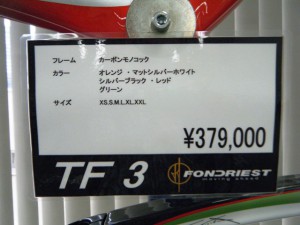 フレーム カーボンモノコック
カラー オレンジ ・ マットシルバーホワイト
シルバーブラック ・ レッド
グリーン
サイズ XS.S.M.L.XL.XXL
¥379,000
TF 3 FONDRIEST
moving ahead